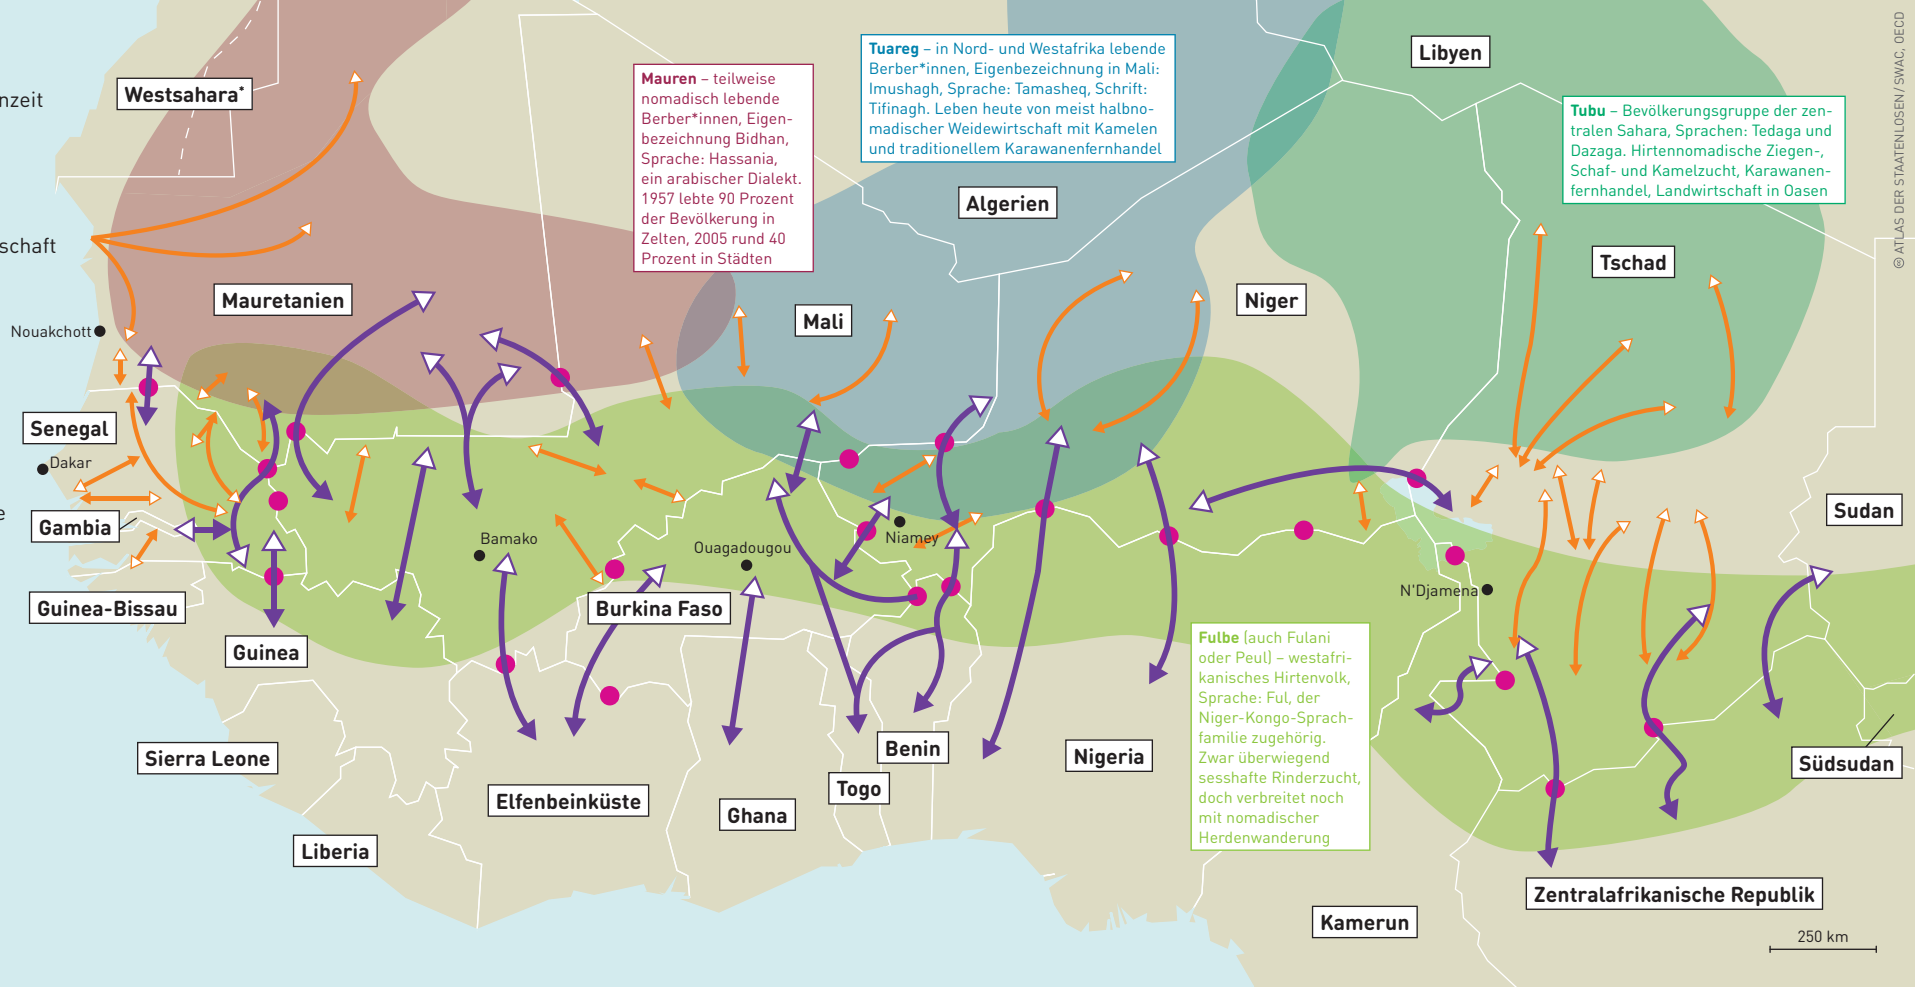 nzeit
schaft
e
Westsahara*
Mauretanien
Nouakchott
Senegal
Dakar
Gambia
Guinea-Bissau
Guinea
Sierra Leone
Liberia
Mauren – teilweise
nomadisch lebende
Berber*innen, Eigen-
bezeichnung Bidhan,
Sprache: Hassania,
ein arabischer Dialekt.
1957 lebte 90 Prozent
der Bevölkerung in
Zelten, 2005 rund 40
Prozent in Städten
Tuareg – in Nord- und Westafrika lebende
Berber*innen, Eigenbezeichnung in Mali:
Imushagh, Sprache: Tamasheq, Schrift:
Tifinagh. Leben heute von meist halbno-
madischer Weidewirtschaft mit Kamelen
und traditionellem Karawanenfernhandel
Algerien
Mali
Niger
Libyen
Tubu – Bevölkerungsgruppe der zen-
tralen Sahara, Sprachen: Tedaga und
Dazaga. Hirtennomadische Ziegen-,
Schaf- und Kamelzucht, Karawanen-
fernhandel, Landwirtschaft in Oasen
Tschad
Sudan
Bamako
Ouagadougou
Niamey
N'Djamena
Burkina Faso
Elfenbeinküste
Ghana
Togo
Benin
Nigeria
Fulbe (auch Fulani
oder Peul) – westafri-
kanisches Hirtenvolk,
Sprache: Ful, der
Niger-Kongo-Sprach-
familie zugehörig.
Zwar überwiegend
sesshafte Rinderzucht,
doch verbreitet noch
mit nomadischer
Herdenwanderung
Südsudan
Zentralafrikanische Republik
Kamerun
250 km
ATLAS DER STAATENLOSEN / SWAC, OECD